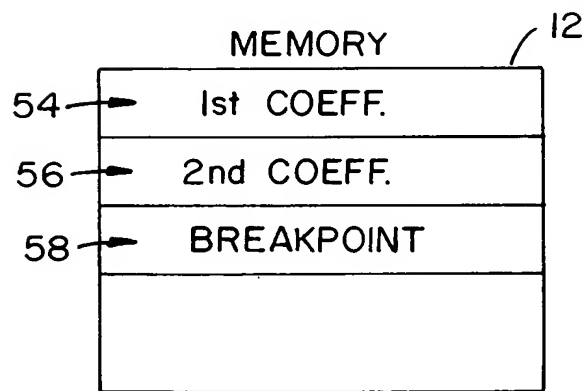 MEMORY 12
54 1st COEFF.
56 2nd COEFF.
58 BREAKPOINT